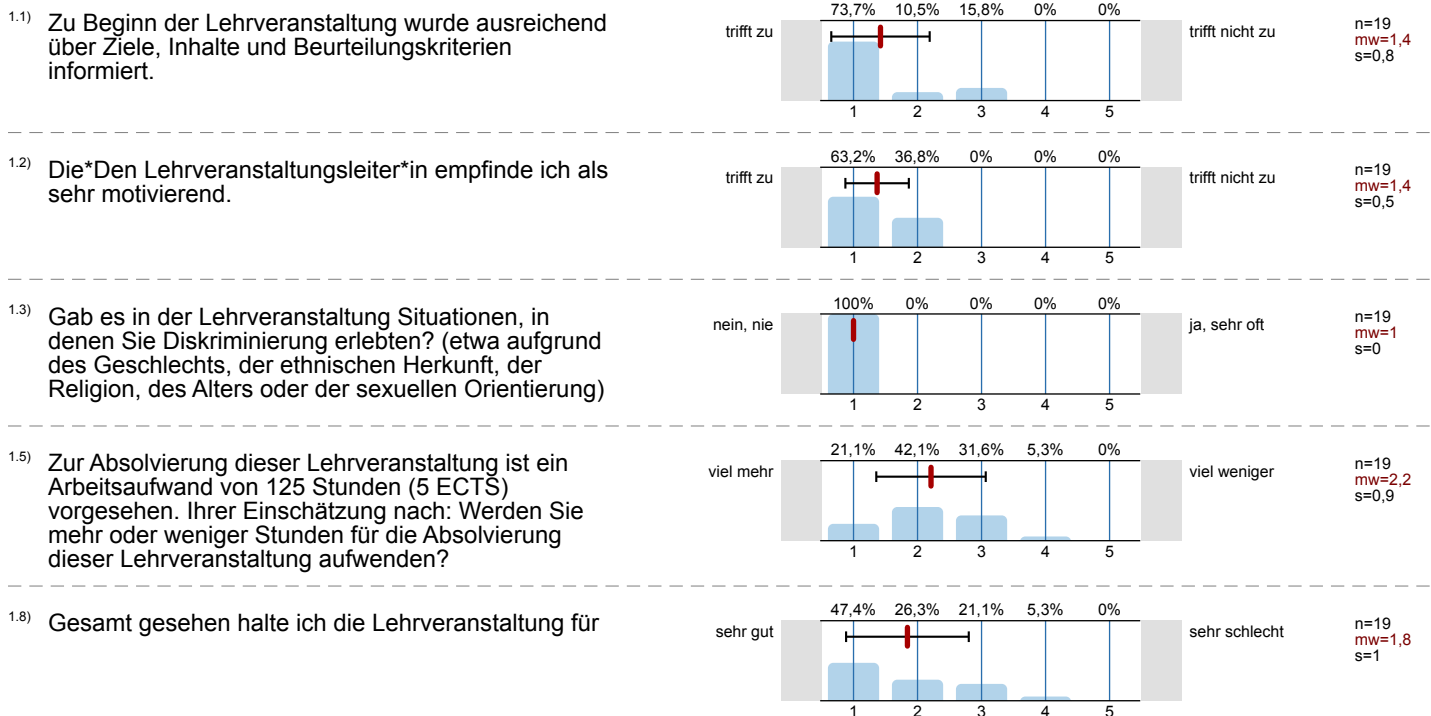 1.1) Zu Beginn der Lehrveranstaltung wurde ausreichend
über Ziele, Inhalte und Beurteilungskriterien
informiert.
73,7% 10,5% 15,8% 0% 0%
trifft zu
trifft nicht zu
n=19
mw=1,4
s=0,8
1 2 3 4 5
1.2) Die*Den Lehrveranstaltungsleiter*in empfinde ich als
sehr motivierend.
63,2% 36,8% 0% 0% 0%
trifft zu
trifft nicht zu
n=19
mw=1,4
s=0,5
1 2 3 4 5
1.3) Gab es in der Lehrveranstaltung Situationen, in
denen Sie Diskriminierung erlebten? (etwa aufgrund
des Geschlechts, der ethnischen Herkunft, der
Religion, des Alters oder der sexuellen Orientierung)
100% 0% 0% 0% 0%
nein, nie
ja, sehr oft
n=19
mw=1
s=0
1 2 3 4 5
1.5) Zur Absolvierung dieser Lehrveranstaltung ist ein
Arbeitsaufwand von 125 Stunden (5 ECTS)
vorgesehen. Ihrer Einschätzung nach: Werden Sie
mehr oder weniger Stunden für die Absolvierung
dieser Lehrveranstaltung aufwenden?
21,1% 42,1% 31,6% 5,3% 0%
viel mehr
viel weniger
n=19
mw=2,2
s=0,9
1 2 3 4 5
1.8) Gesamt gesehen halte ich die Lehrveranstaltung für
47,4% 26,3% 21,1% 5,3% 0%
sehr gut
sehr schlecht
n=19
mw=1,8
s=1
1 2 3 4 5